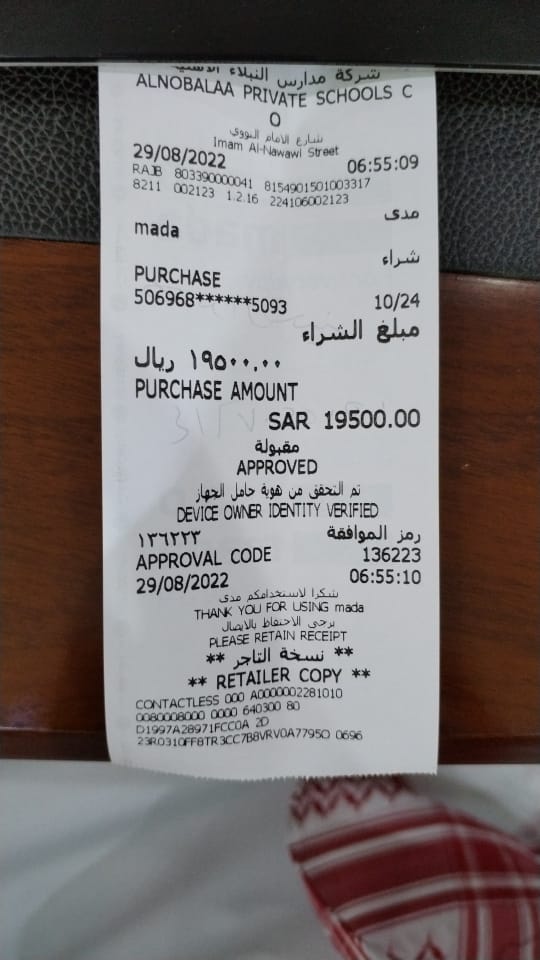 شركة مدارس النبلاء الأهلية
ALNOBALAA PRIVATE SCHOOLS C
O
شارع الامام النووي
Imam Al-Nawawi Street
29/08/2022 06:55:09
RAJB 803390000041 8154901501003317
8211 002123 1.2.16 224106002123
مدى
mada
شراء
PURCHASE
506968******5093 10/24
مبلغ الشراء
١٩٥٠٠.٠٠ ريال
PURCHASE AMOUNT
SAR 19500.00
مقبولة
APPROVED
تم التحقق من هوية حامل الجهاز
DEVICE OWNER IDENTITY VERIFIED
رمز الموافقة ١٣٦٢٢٣
APPROVAL CODE 136223
29/08/2022 06:55:10
شكرا لاستخدامكم مدى
THANK YOU FOR USING mada
يرجى الاحتفاظ بالايصال
PLEASE RETAIN RECEIPT
** نسخة التاجر **
** RETAILER COPY **
CONTACTLESS 000 A0000002281010
0080008000 0000 640300 80
D1997A28971FCC0A 2D
23R0310FF8TR3CC7B8VRV0A7795O 0696